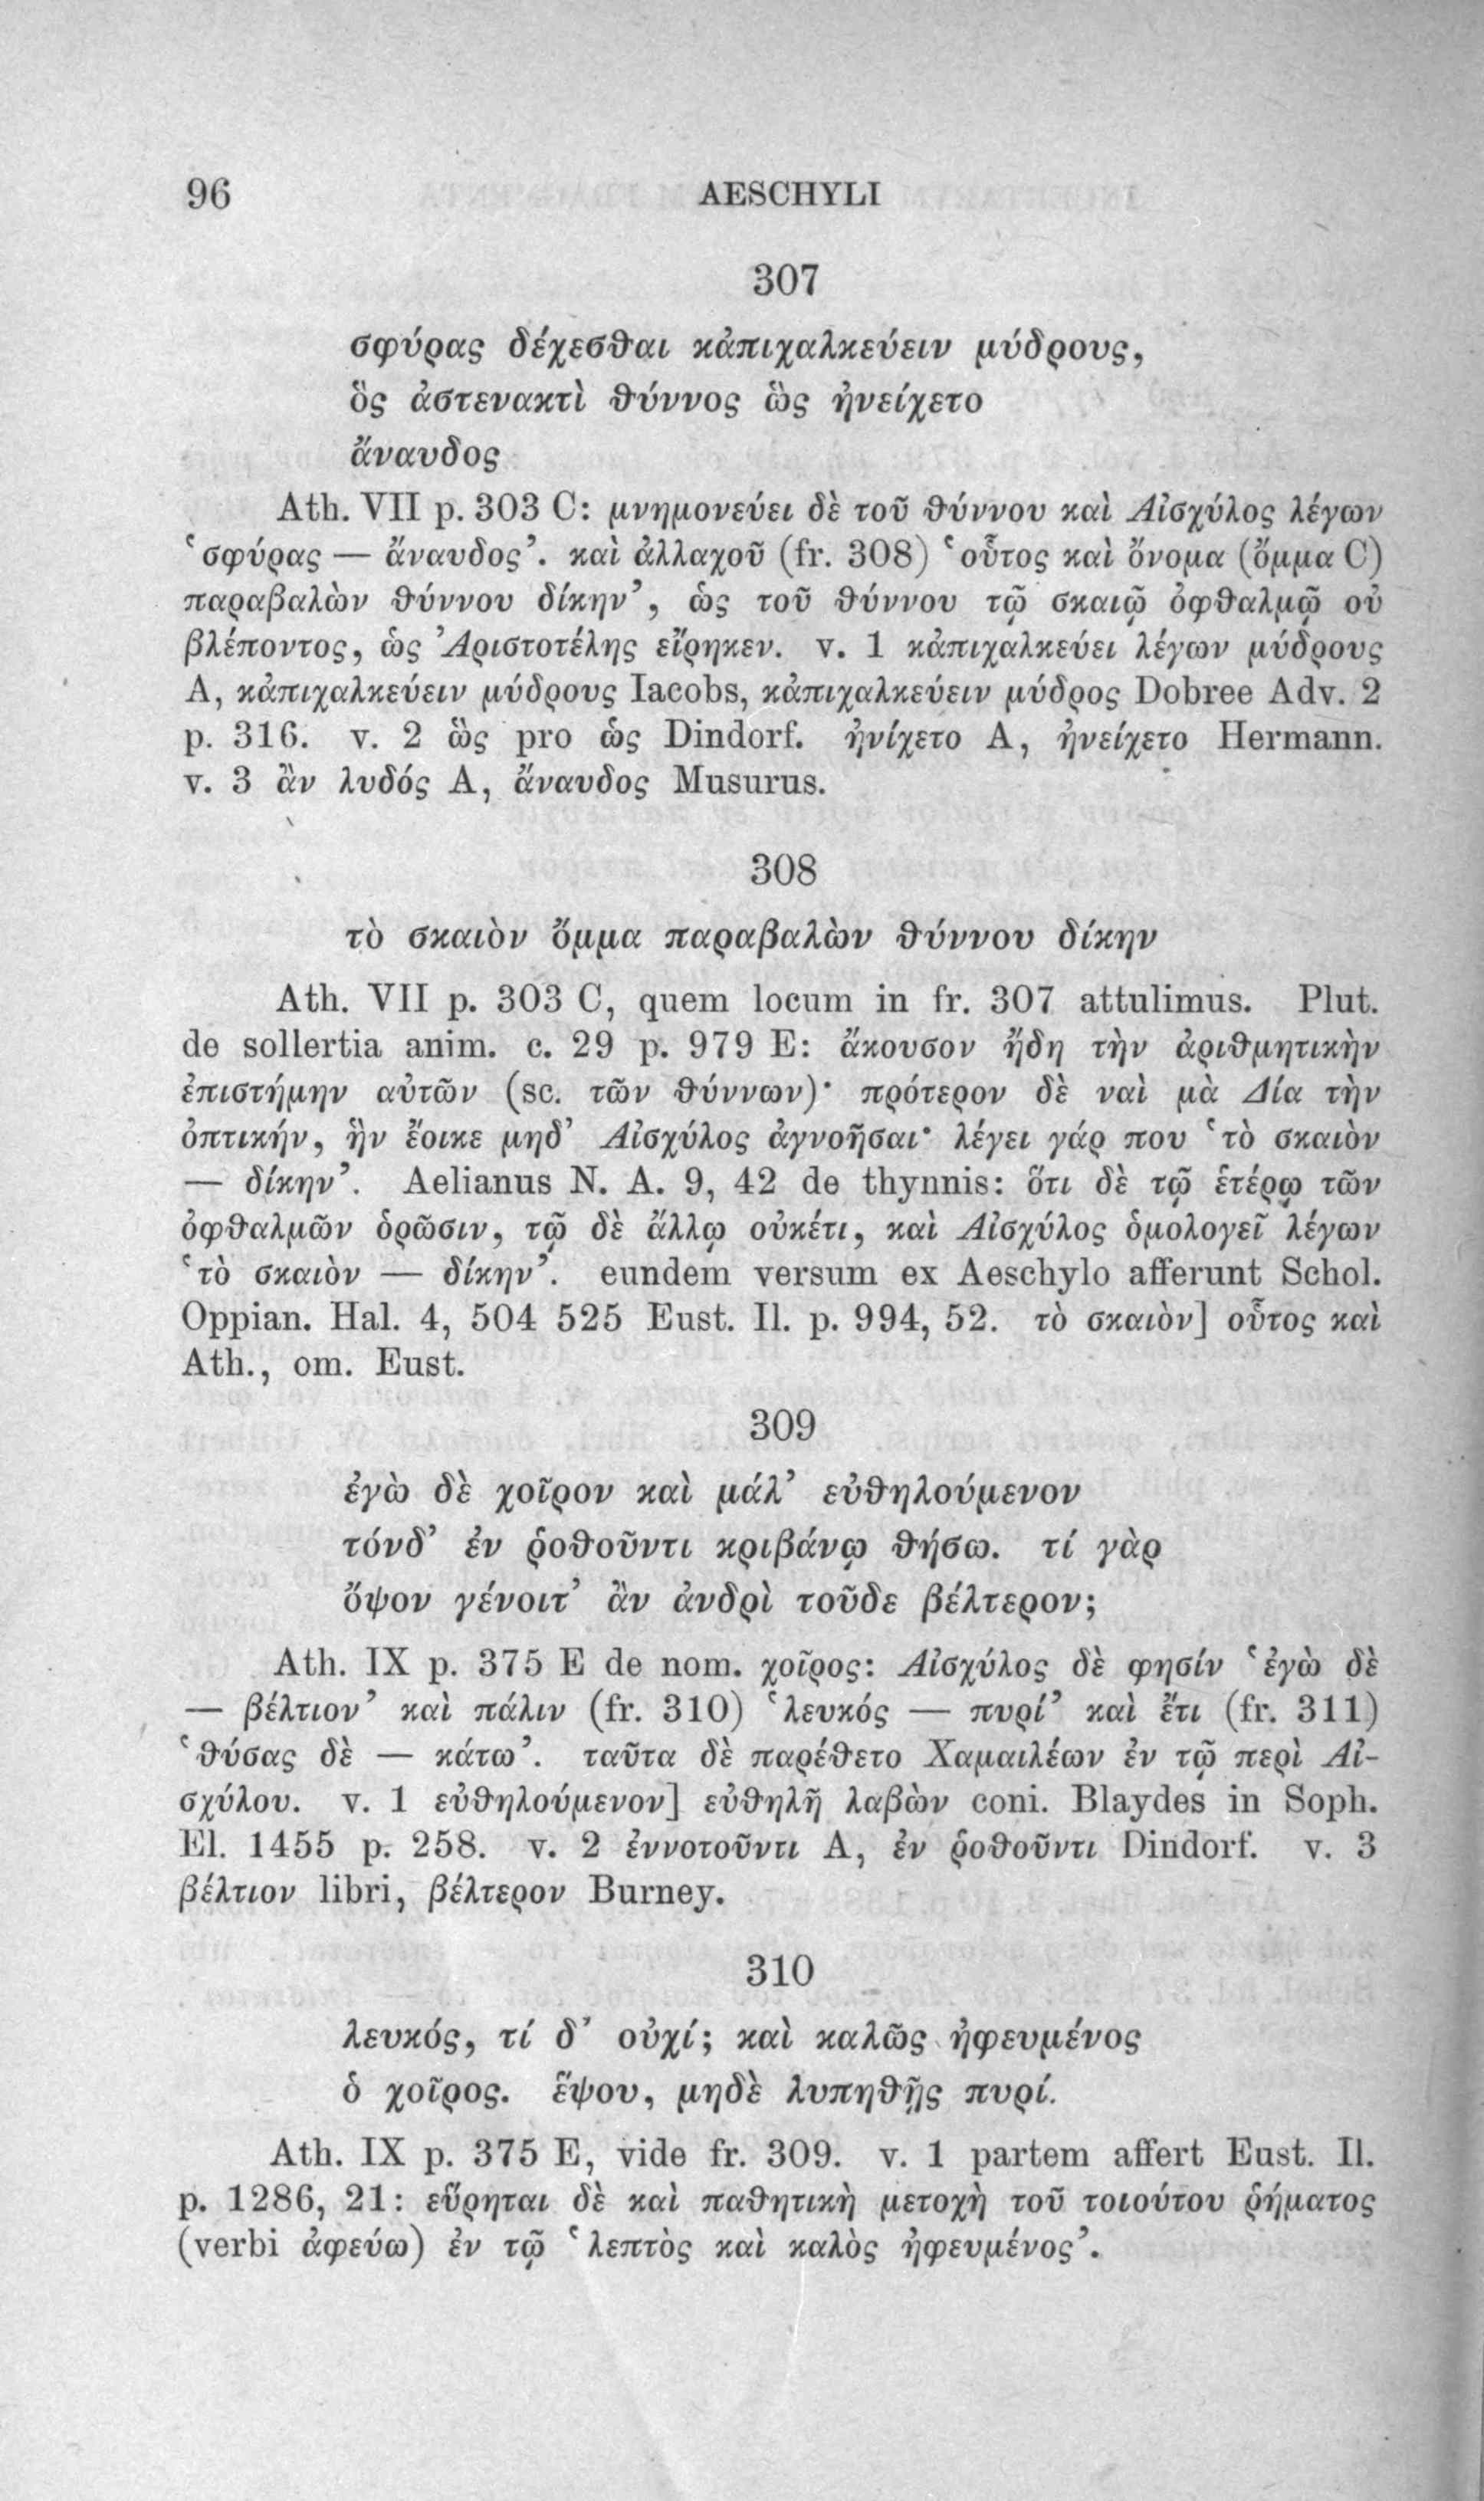 96 AESCHYLI
307
σφύρας δέχεσθαι κἀπιχαλκεύειν μύδρους,
ὃς ἀστενακτὶ θύννος ὣς ἠνείχετο
ἄναυδος
Ath. VII p. 303 C: μνημονεύει δὲ τοῦ θύννου καὶ Αἰσχύλος λέγων
‘σφύρας — ἄναυδος’. καὶ ἀλλαχοῦ (fr. 308) ‘οὗτος καὶ ὄνομα (ὄμμα C)
παραβαλὼν θύννου δίκην’, ὡς τοῦ θύννου τῷ σκαιῷ ὀφθαλμῷ οὐ
βλέποντος, ὡς Ἀριστοτέλης εἴρηκεν. v. 1 κἀπιχαλκεύει λέγων μύδρους
A, κἀπιχαλκεύειν μύδρους Iacobs, κἀπιχαλκεύειν μύδρος Dobree Adv. 2
p. 316. v. 2 ὣς pro ὡς Dindorf. ἠνίχετο A, ἠνείχετο Hermann.
v. 3 ἂν λυδός A, ἄναυδος Musurus.
308
τὸ σκαιὸν ὄμμα παραβαλὼν θύννου δίκην
Ath. VII p. 303 C, quem locum in fr. 307 attulimus. Plut.
de sollertia anim. c. 29 p. 979 E: ἄκουσον ἤδη τὴν ἀριθμητικὴν
ἐπιστήμην αὐτῶν (sc. τῶν θύννων)· πρότερον δὲ ναὶ μὰ Δία τὴν
ὀπτικήν, ἣν ἔοικε μηδ’ Αἰσχύλος ἀγνοῆσαι· λέγει γάρ που ‘τὸ σκαιὸν
— δίκην’. Aelianus N. A. 9, 42 de thynnis: ὅτι δὲ τῷ ἑτέρῳ τῶν
ὀφθαλμῶν ὁρῶσιν, τῷ δὲ ἄλλῳ οὐκέτι, καὶ Αἰσχύλος ὁμολογεῖ λέγων
‘τὸ σκαιὸν — δίκην’. eundem versum ex Aeschylo afferunt Schol.
Oppian. Hal. 4, 504 525 Eust. Il. p. 994, 52. τὸ σκαιὸν] οὗτος καὶ
Ath., om. Eust.
309
ἐγὼ δὲ χοῖρον καὶ μάλ’ εὐθηλούμενον
τόνδ’ ἐν ῥοθοῦντι κριβάνῳ θήσω. τί γὰρ
ὄψον γένοιτ’ ἂν ἀνδρὶ τοῦδε βέλτερον;
Ath. IX p. 375 E de nom. χοῖρος: Αἰσχύλος δὲ φησίν ‘ἐγὼ δὲ
— βέλτιον’ καὶ πάλιν (fr. 310) ‘λευκός — πυρί’ καὶ ἔτι (fr. 311)
‘θύσας δὲ — κάτω’. ταῦτα δὲ παρέθετο Χαμαιλέων ἐν τῷ περὶ Αἰ-
σχύλου. v. 1 εὐθηλούμενον] εὐθηλῆ λαβὼν coni. Blaydes in Soph.
El. 1455 p. 258. v. 2 ἐννοτοῦντι A, ἐν ῥοθοῦντι Dindorf. v. 3
βέλτιον libri, βέλτερον Burney.
310
λευκός, τί δ’ οὐχί; καὶ καλῶς ἠφευμένος
ὁ χοῖρος. ἕψου, μηδὲ λυπηθῇς πυρί.
Ath. IX p. 375 E, vide fr. 309. v. 1 partem affert Eust. Il.
p. 1286, 21: εὕρηται δὲ καὶ παθητικὴ μετοχὴ τοῦ τοιούτου ῥήματος
(verbi ἀφεύω) ἐν τῷ ‘λεπτὸς καὶ καλὸς ἠφευμένος’.